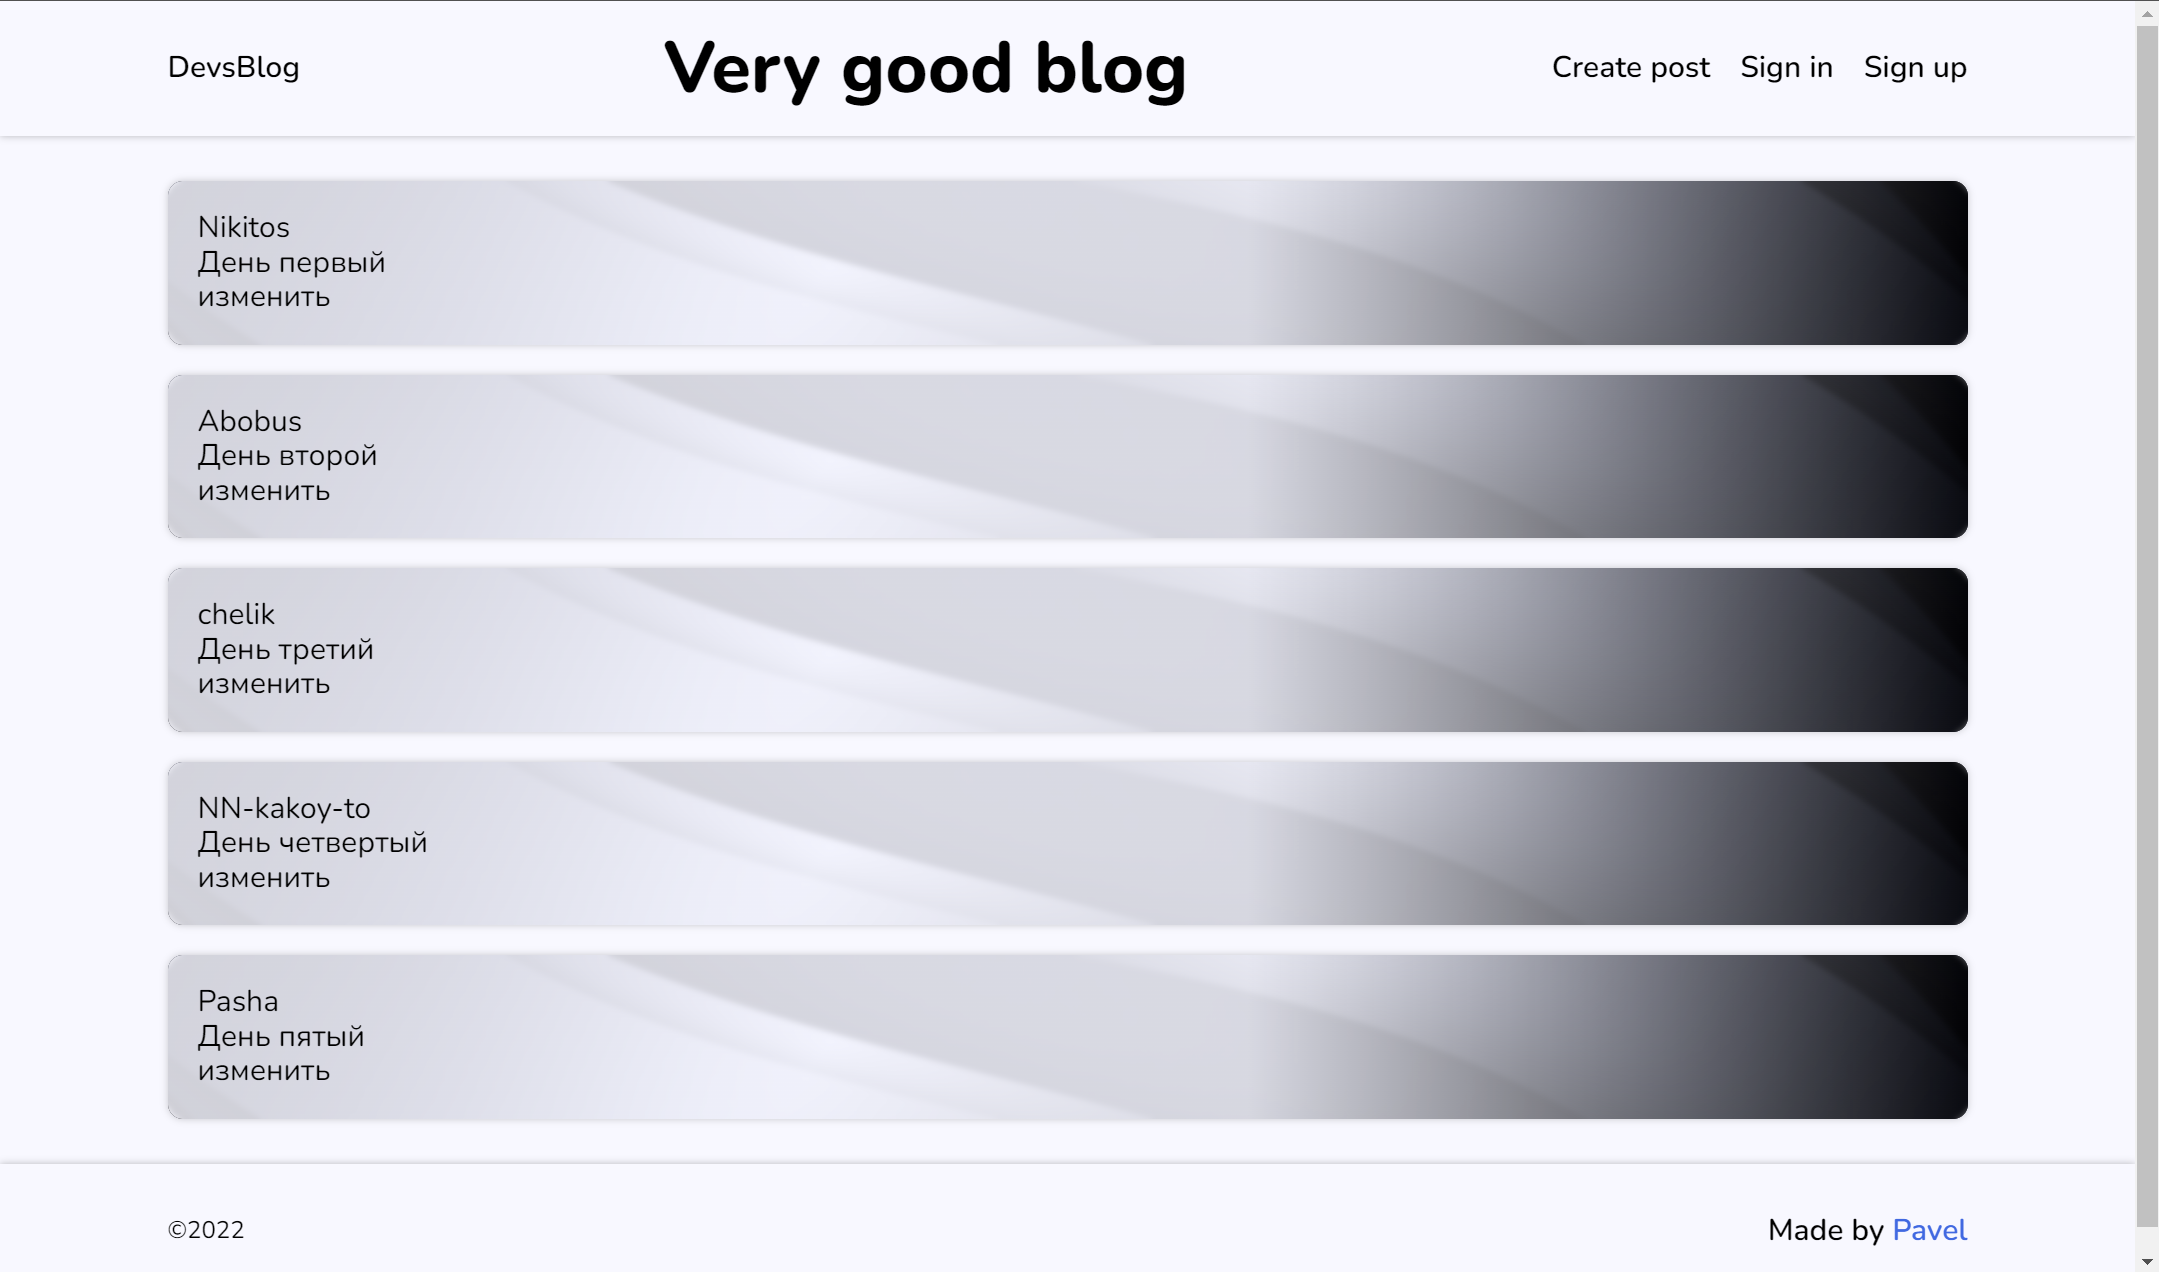 DevsBlog
Very good blog
Create post Sign in Sign up
Nikitos
День первый
изменить
Abobus
День второй
изменить
chelik
День третий
изменить
NN-kakoy-to
День четвертый
изменить
Pasha
День пятый
изменить
©2022
Made by Pavel